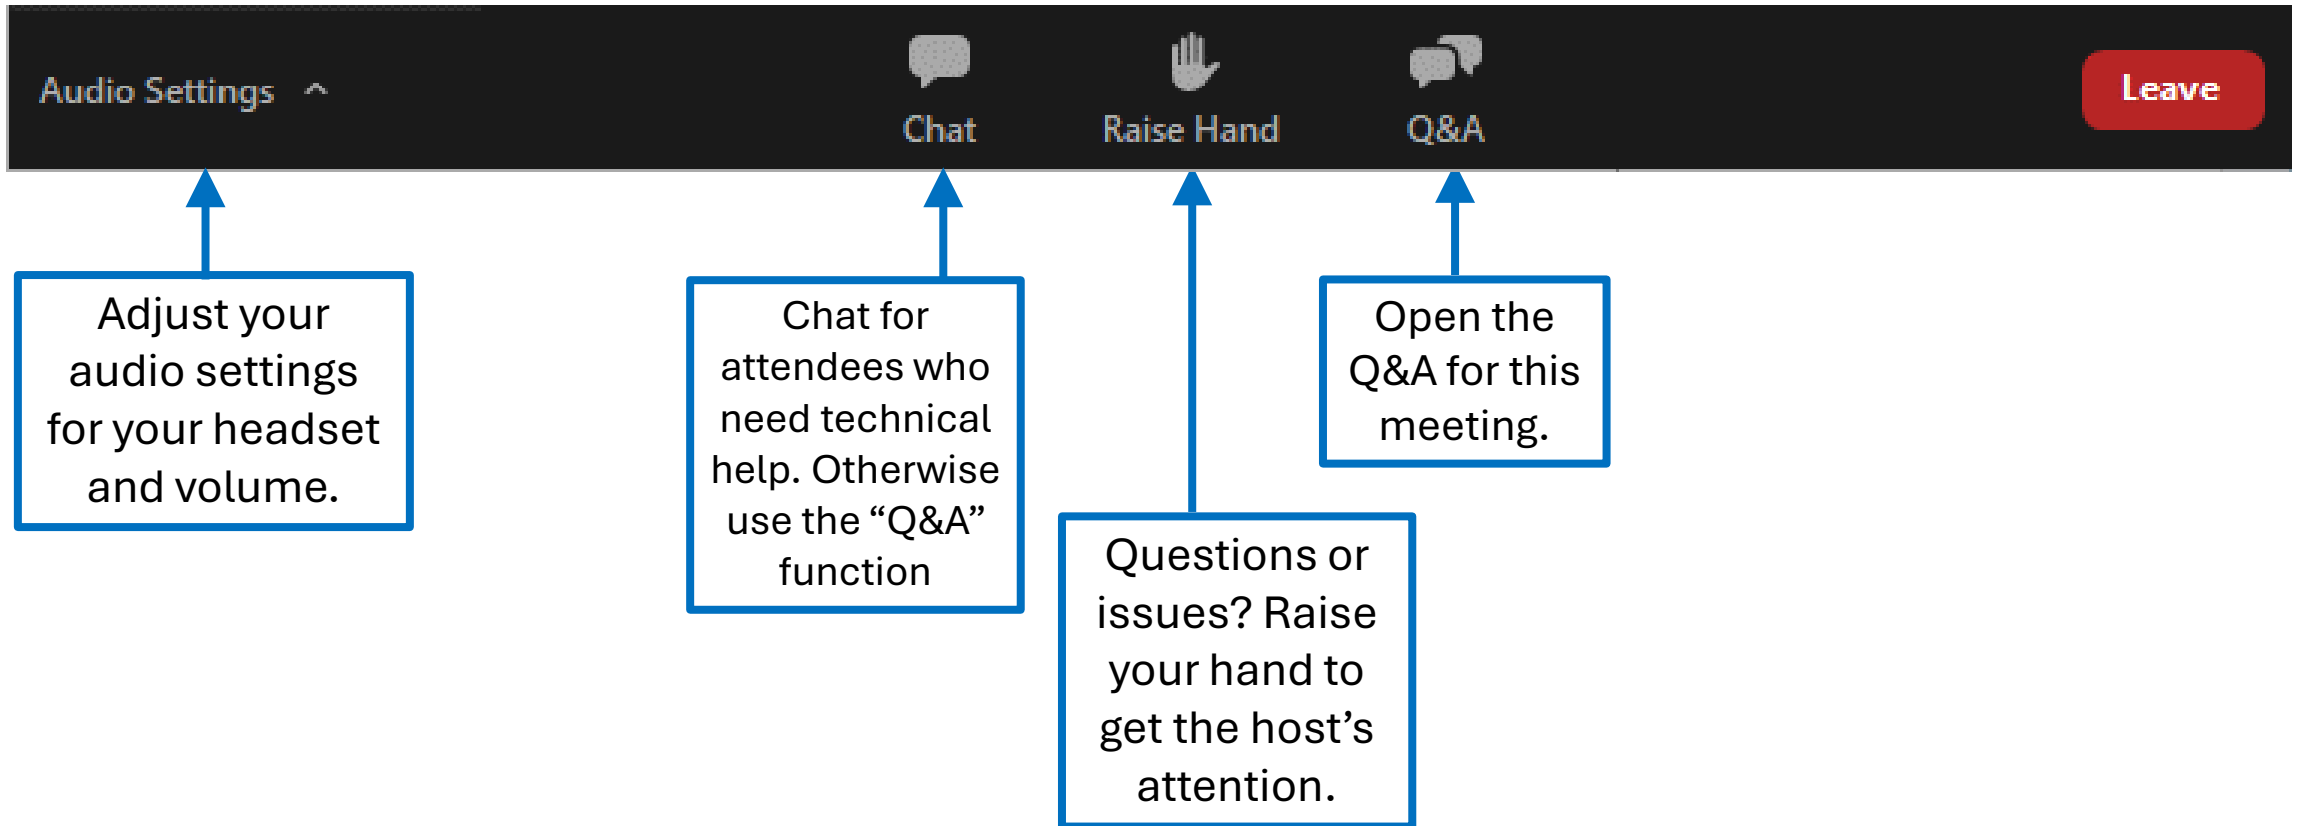 Audio Settings ^
Chat
Raise Hand
Q&A
Leave
Adjust your
audio settings
for your headset
and volume.
Chat for
attendees who
need technical
help. Otherwise
use the “Q&A”
function
Questions or
issues? Raise
your hand to
get the host’s
attention.
Open the
Q&A for this
meeting.